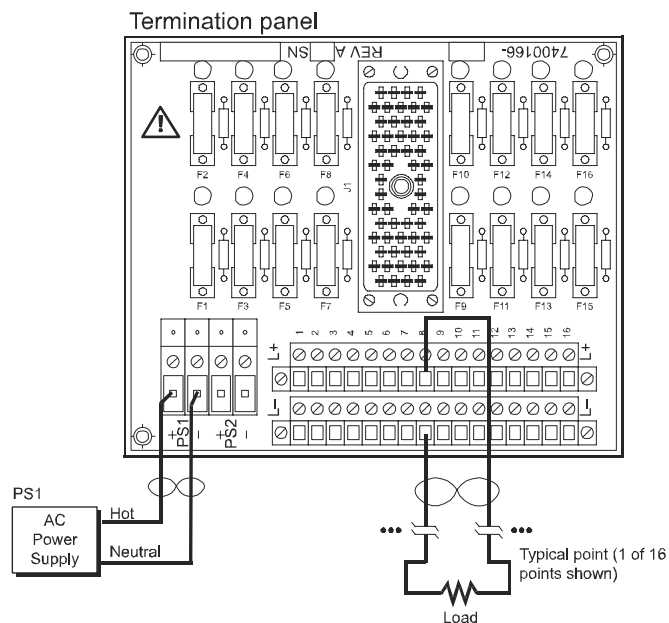 Termination panel
7400166-
REV A
SN
F2 F4 F6 F8
F10 F12 F14 F16
J1
F1 F3 F5 F7
F9 F11 F13 F15
1 2 3 4 5 6 7 8 9 10 11 12 13 14 15 16
L+
L+
L-
L-
+ - + -
PS1 PS2
PS1
AC
Power
Supply
Hot
Neutral
Typical point (1 of 16
points shown)
Load